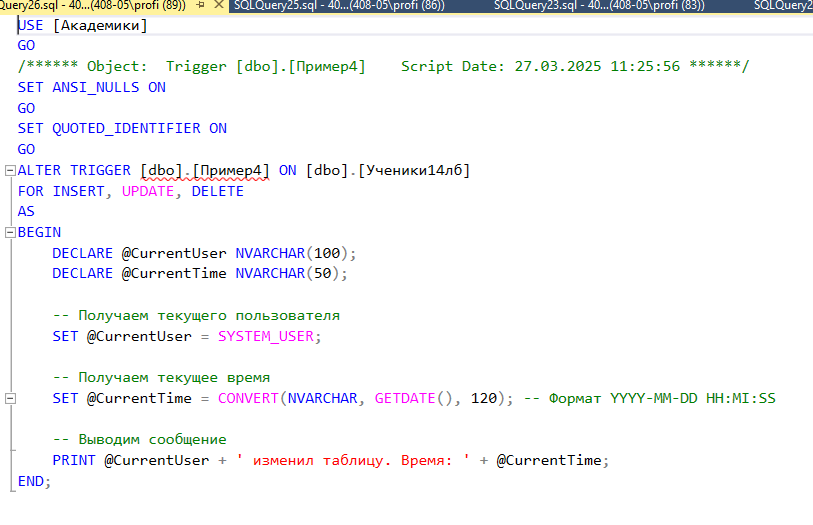 Query26.sql - 40...(408-05\profi (89)) SQLQuery25.sql - 40...(408-05\profi (86)) SQLQuery23.sql - 40...(408-05\profi (83)) SQLQuery2
USE [Академики]
GO
/****** Object:  Trigger [dbo].[Пример4]    Script Date: 27.03.2025 11:25:56 ******/
SET ANSI_NULLS ON
GO
SET QUOTED_IDENTIFIER ON
GO
ALTER TRIGGER [dbo].[Пример4] ON [dbo].[Ученики14лб]
FOR INSERT, UPDATE, DELETE
AS
BEGIN
    DECLARE @CurrentUser NVARCHAR(100);
    DECLARE @CurrentTime NVARCHAR(50);
    -- Получаем текущего пользователя
    SET @CurrentUser = SYSTEM_USER;
    -- Получаем текущее время
    SET @CurrentTime = CONVERT(NVARCHAR, GETDATE(), 120); -- Формат YYYY-MM-DD HH:MI:SS
    -- Выводим сообщение
    PRINT @CurrentUser + ' изменил таблицу. Время: ' + @CurrentTime;
END;